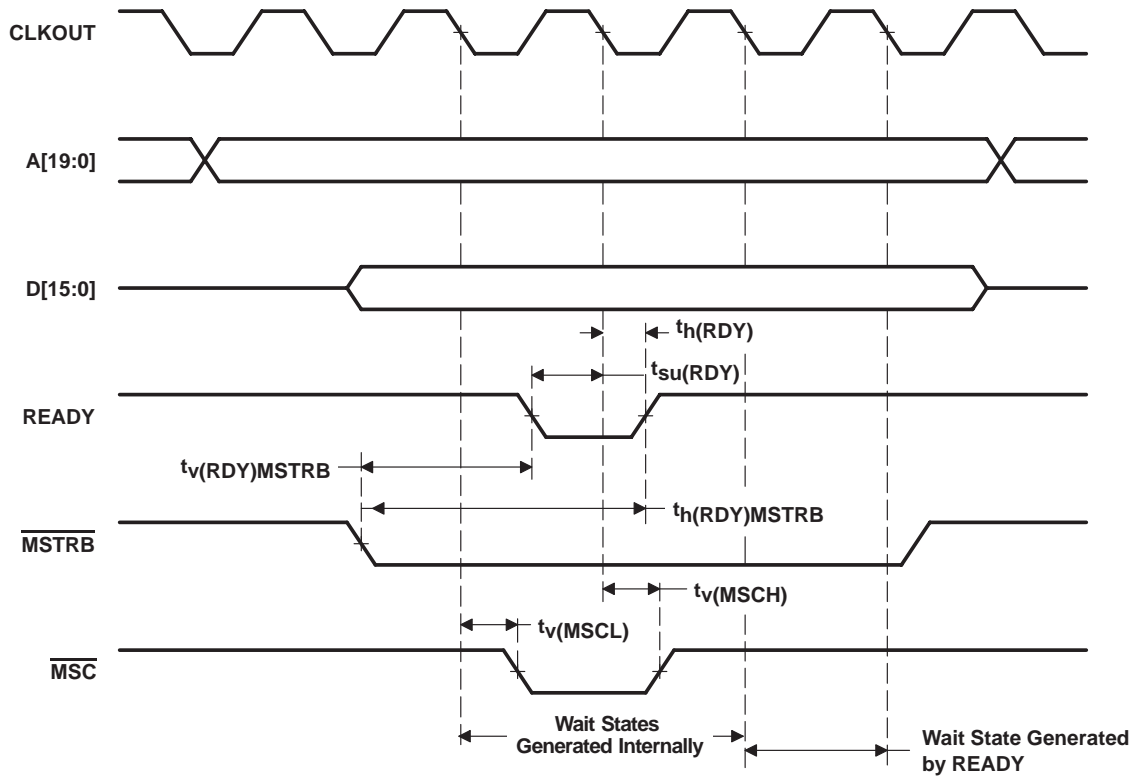 CLKOUT
A[19:0]
D[15:0]
th(RDY)
tsu(RDY)
READY
tv(RDY)MSTRB
th(RDY)MSTRB
MSTRB
tv(MSCH)
tv(MSCL)
MSC
Wait States
Generated Internally
Wait State Generated
by READY